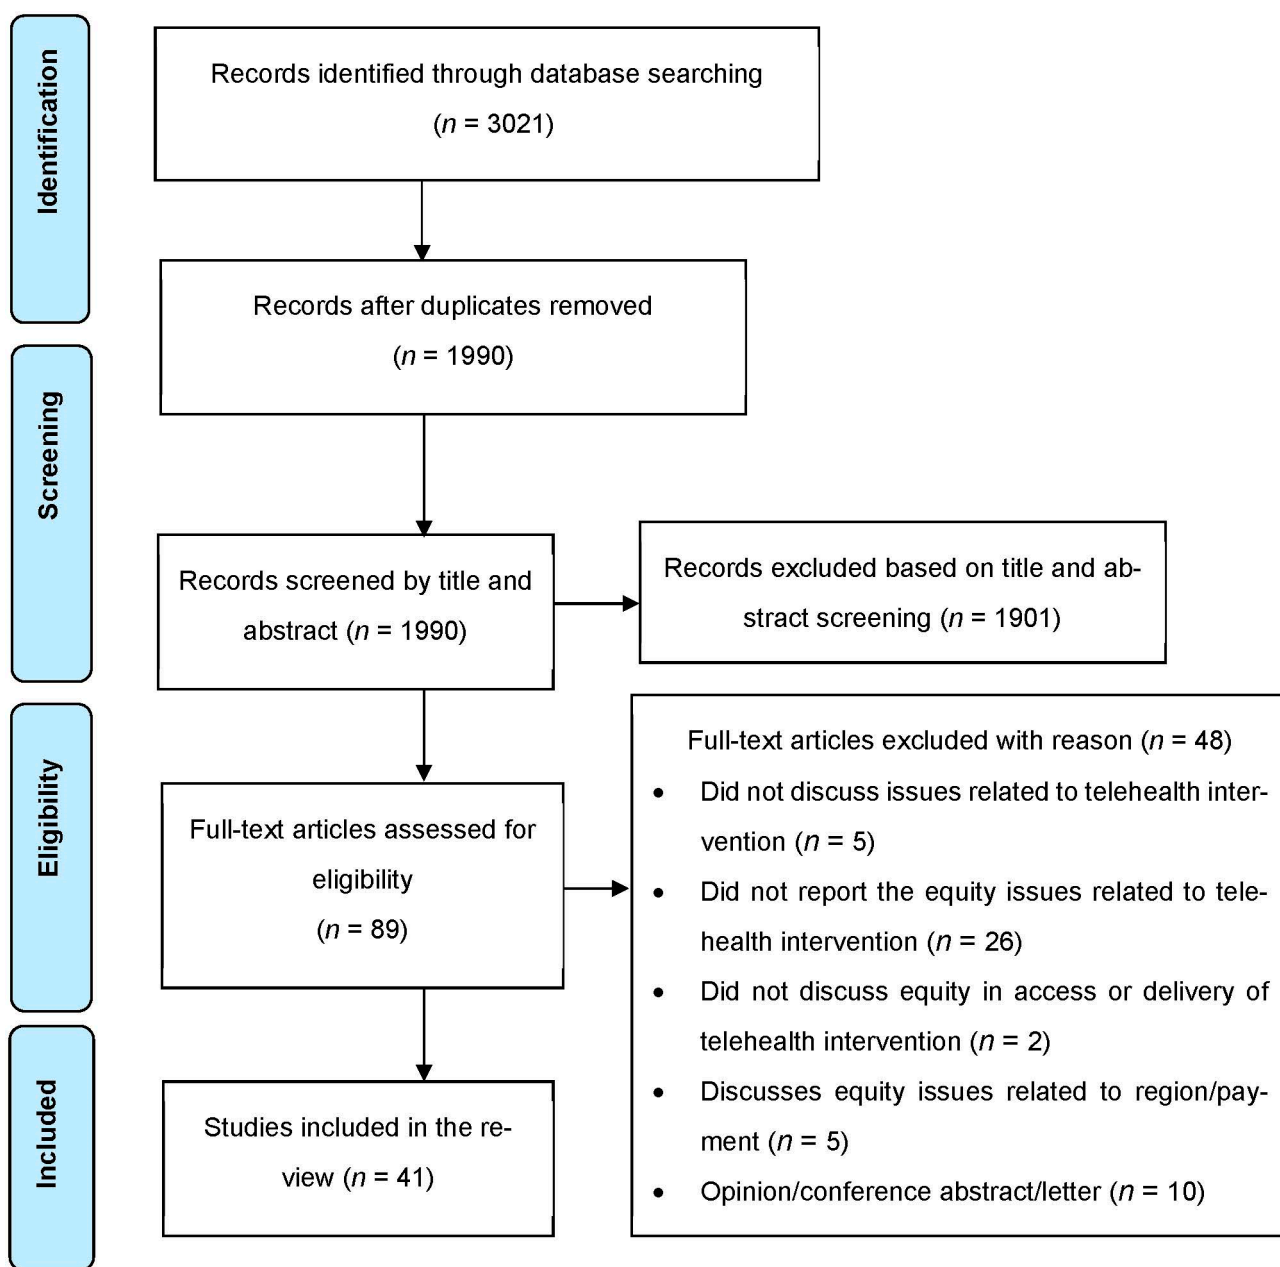 Identification
Records identified through database searching
(n = 3021)
Records after duplicates removed
(n = 1990)
Screening
Records screened by title and
abstract (n = 1990)
Records excluded based on title and ab-
stract screening (n = 1901)
Eligibility
Full-text articles assessed for
eligibility
(n = 89)
Full-text articles excluded with reason (n = 48)
• Did not discuss issues related to telehealth inter-
vention (n = 5)
• Did not report the equity issues related to tele-
health intervention (n = 26)
• Did not discuss equity in access or delivery of
telehealth intervention (n = 2)
• Discusses equity issues related to region/pay-
ment (n = 5)
• Opinion/conference abstract/letter (n = 10)
Included
Studies included in the re-
view (n = 41)